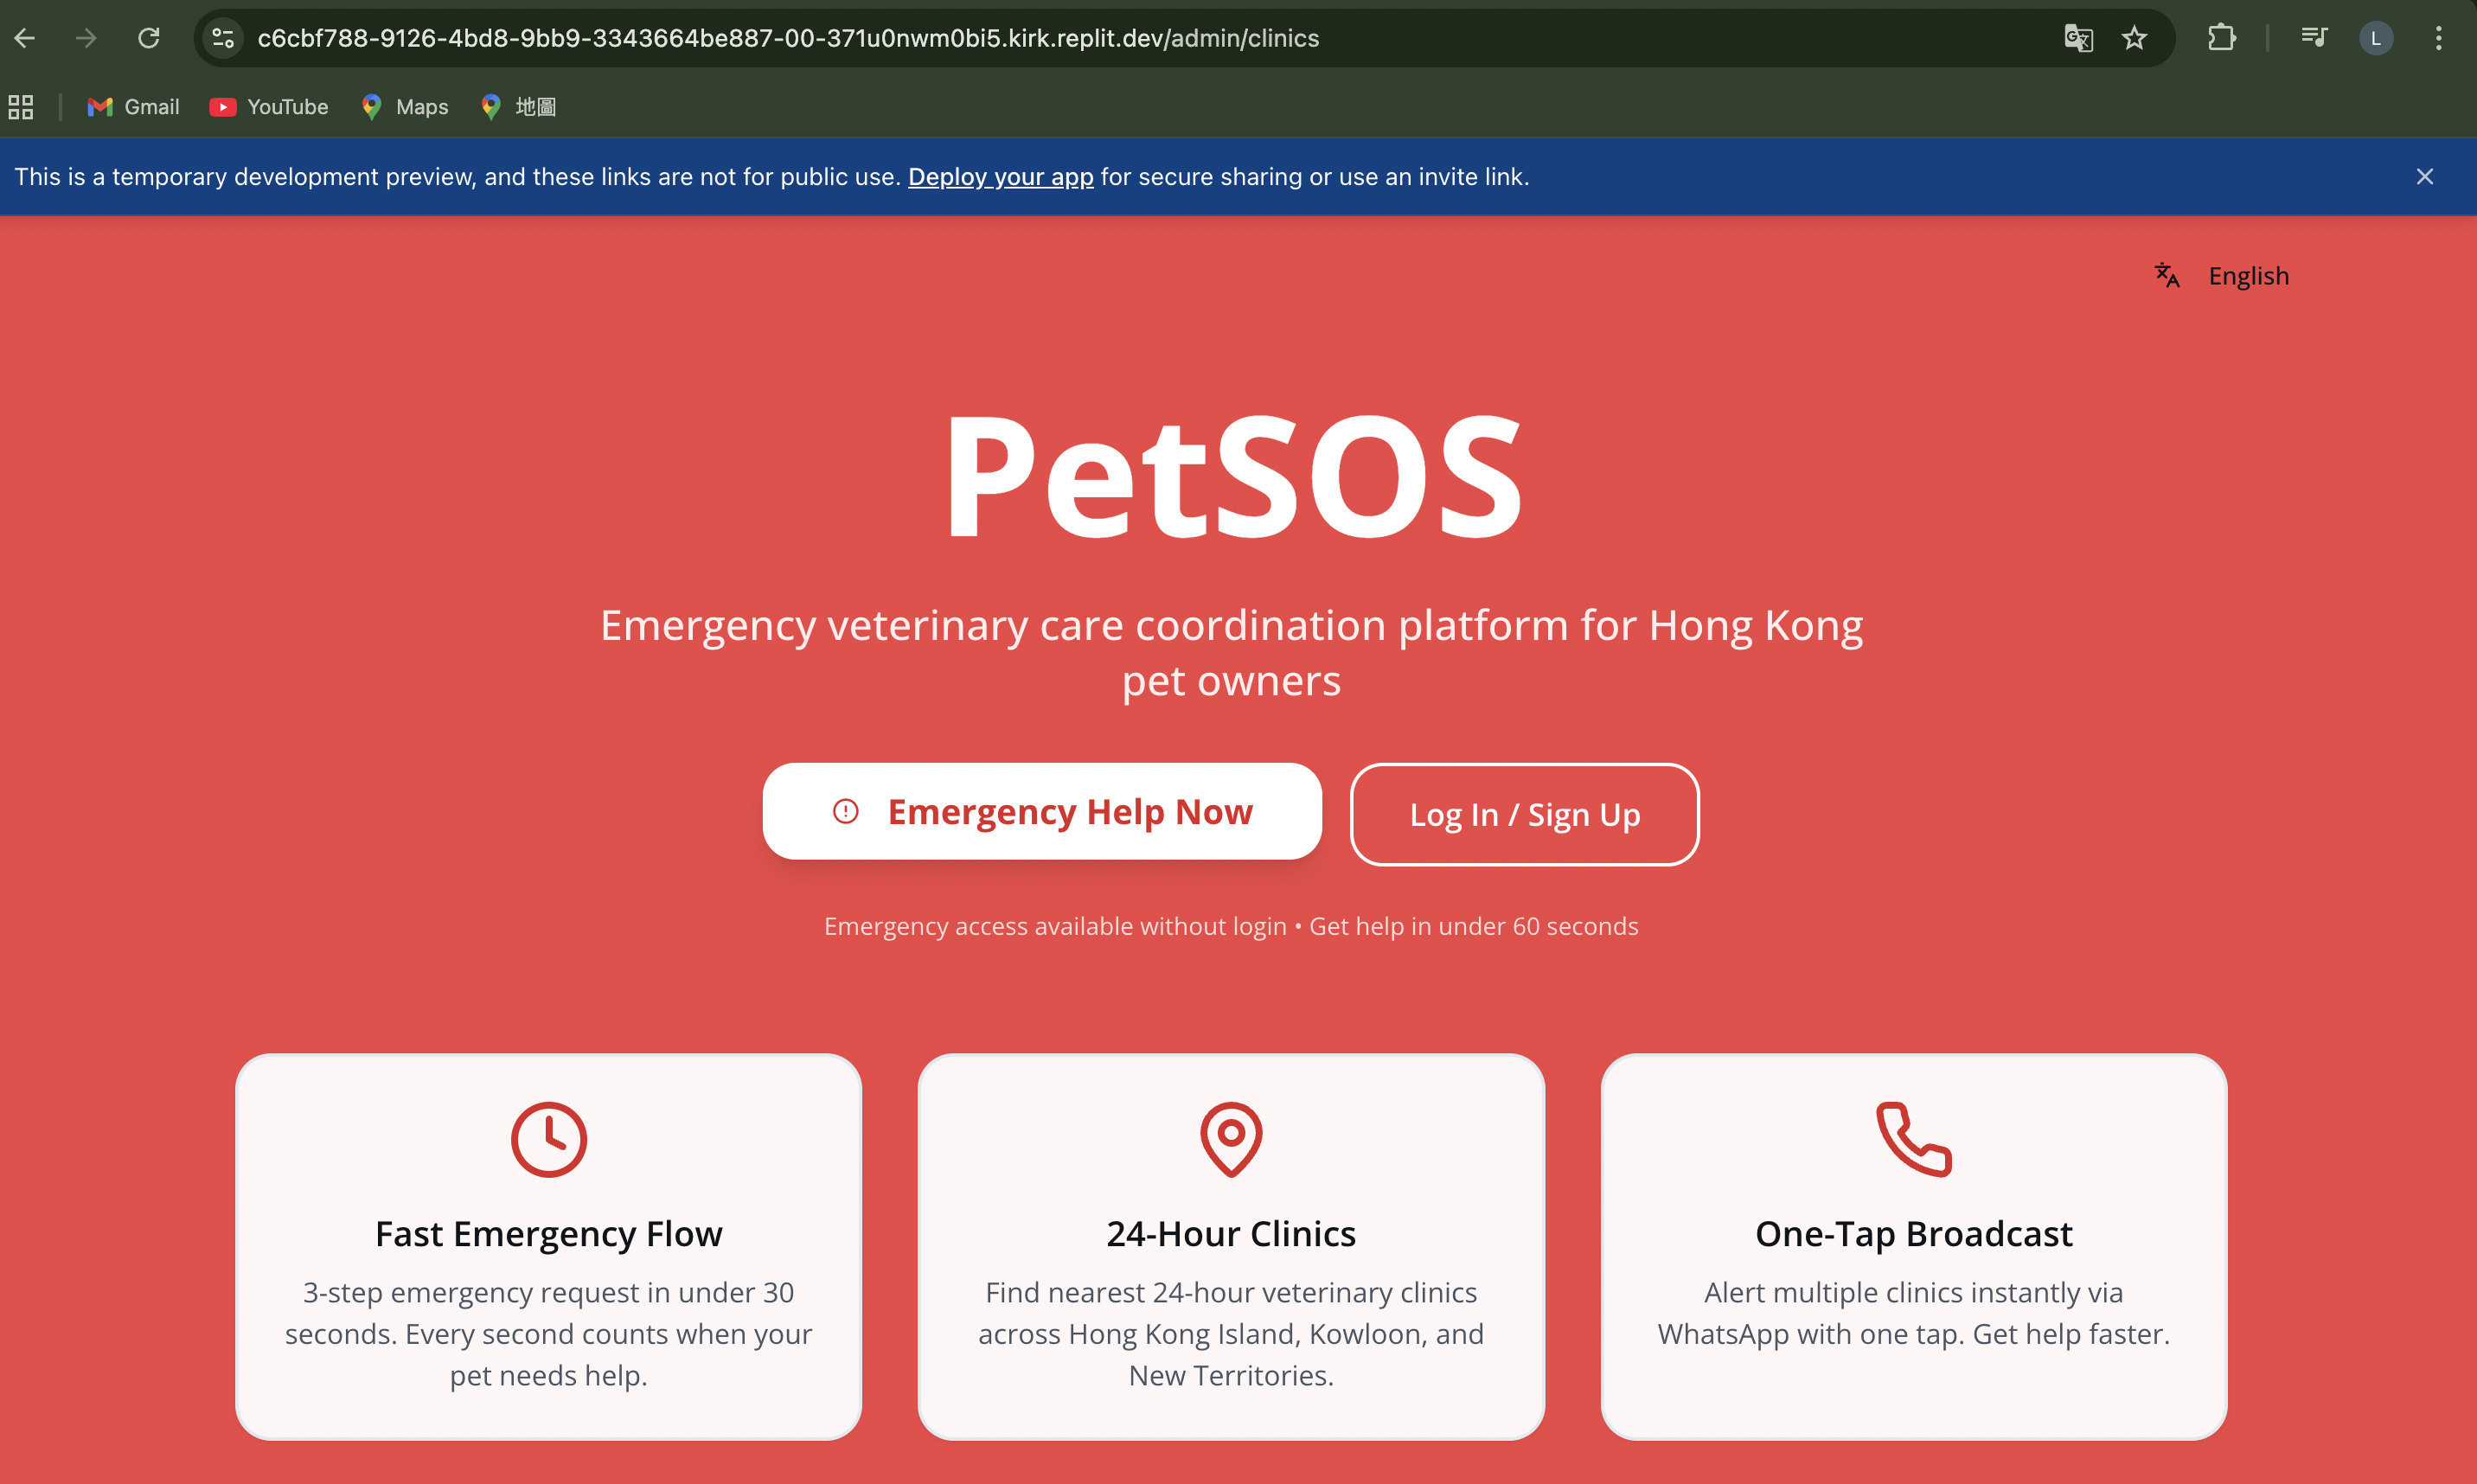 c6cbf788-9126-4bd8-9bb9-3343664be887-00-371u0nwm0bi5.kirk.replit.dev/admin/clinics
L
Gmail
YouTube
Maps
地圖
This is a temporary development preview, and these links are not for public use. Deploy your app for secure sharing or use an invite link.
English
PetSOS
Emergency veterinary care coordination platform for Hong Kong
pet owners
Emergency Help Now
Log In / Sign Up
Emergency access available without login • Get help in under 60 seconds
Fast Emergency Flow
3-step emergency request in under 30
seconds. Every second counts when your
pet needs help.
24-Hour Clinics
Find nearest 24-hour veterinary clinics
across Hong Kong Island, Kowloon, and
New Territories.
One-Tap Broadcast
Alert multiple clinics instantly via
WhatsApp with one tap. Get help faster.